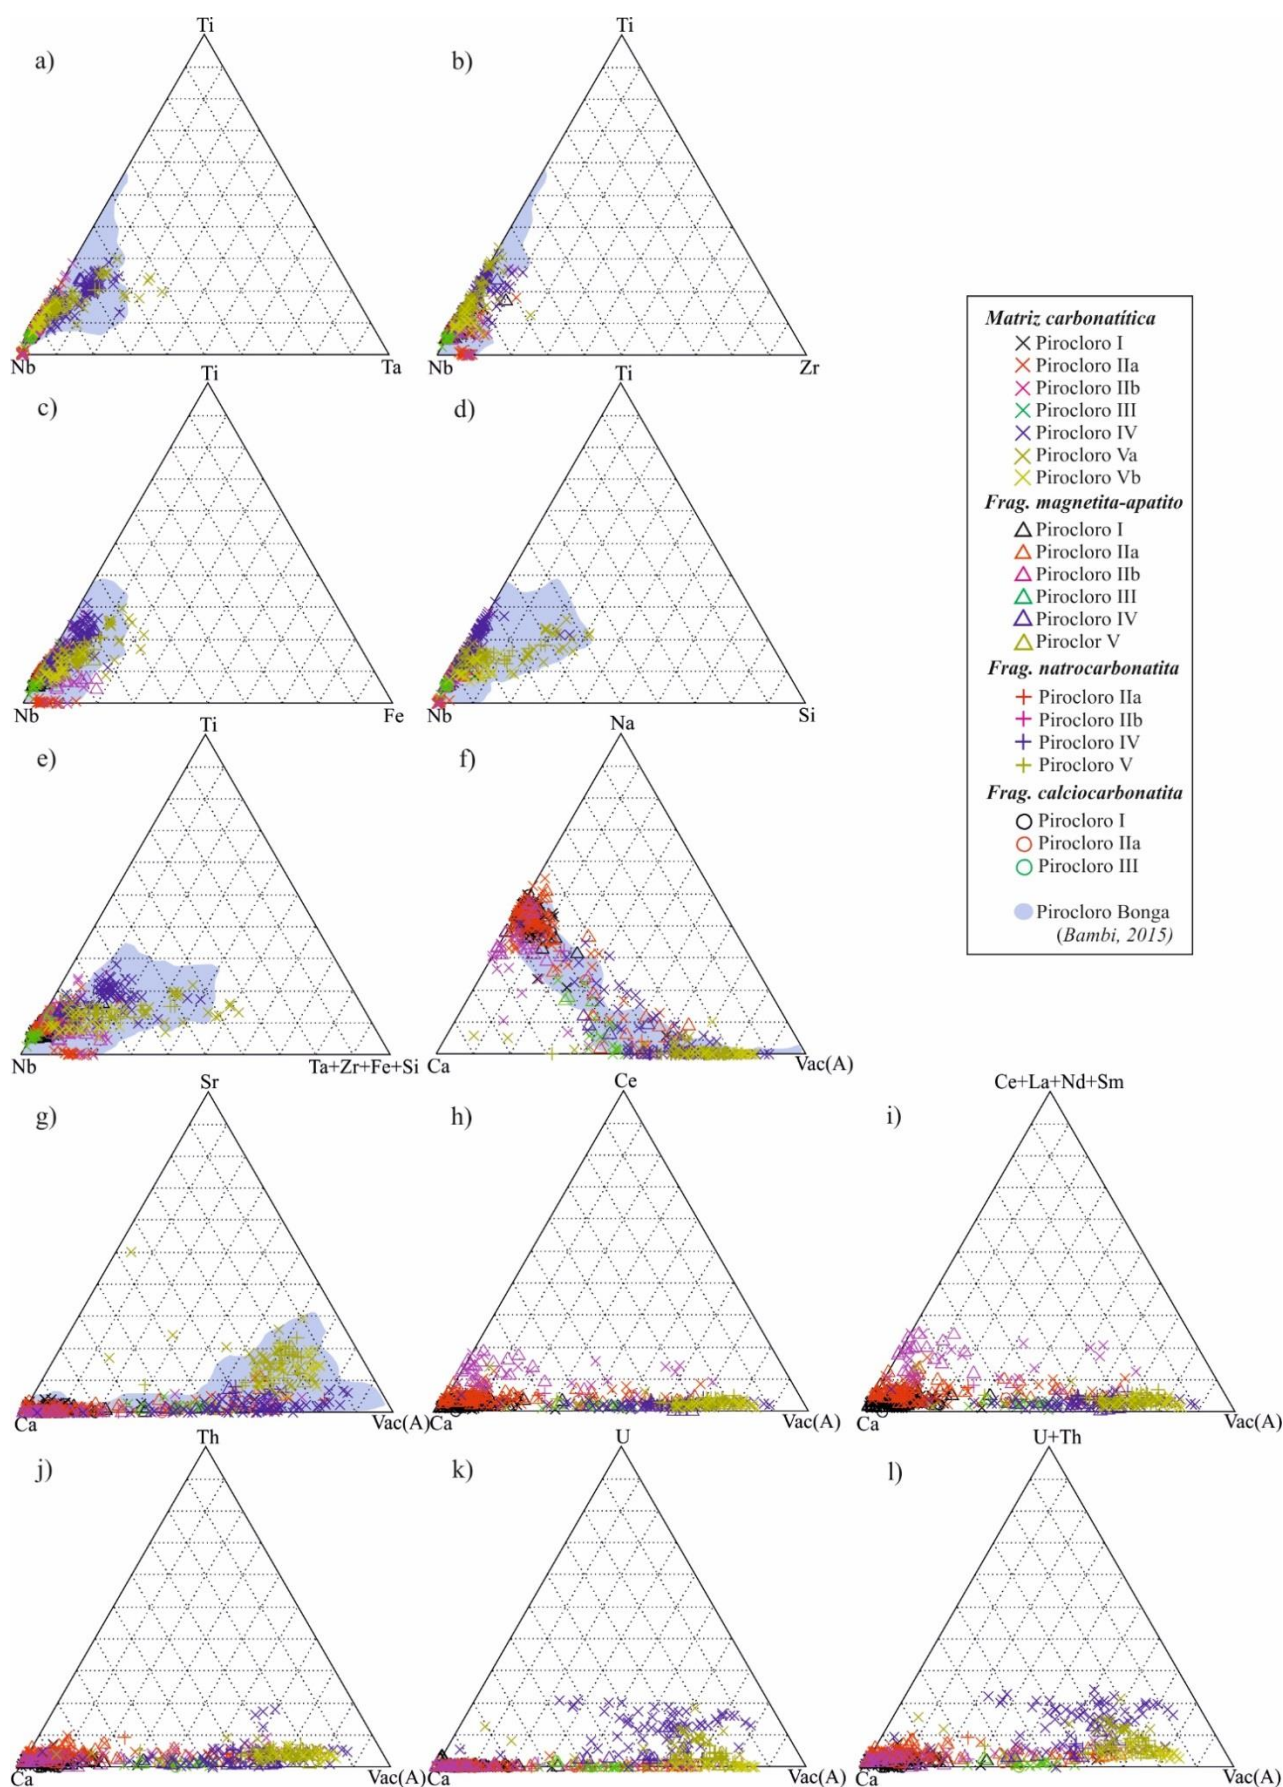 Ti
a)
Nb
Ta
Ti
b)
Nb
Zr
Ti
c)
Nb
Fe
Ti
d)
Nb
Si
Ti
e)
Nb
Ta+Zr+Fe+Si
Na
f)
Ca
Vac(A)
Sr
g)
Ca
Vac(A)
Ce
h)
Ca
Vac(A)
Ce+La+Nd+Sm
i)
Ca
Vac(A)
Th
j)
Ca
Vac(A)
U
k)
Ca
Vac(A)
U+Th
l)
Ca
Vac(A)
Matriz carbonatítica
Pirocloro I
Pirocloro IIa
Pirocloro IIb
Pirocloro III
Pirocloro IV
Pirocloro Va
Pirocloro Vb
Frag. magnetita-apatito
Pirocloro I
Pirocloro IIa
Pirocloro IIb
Pirocloro III
Pirocloro IV
Piroclor V
Frag. natrocarbonatita
Pirocloro IIa
Pirocloro IIb
Pirocloro IV
Pirocloro V
Frag. calciocarbonatita
Pirocloro I
Pirocloro IIa
Pirocloro III
Pirocloro Bonga
(Bambi, 2015)